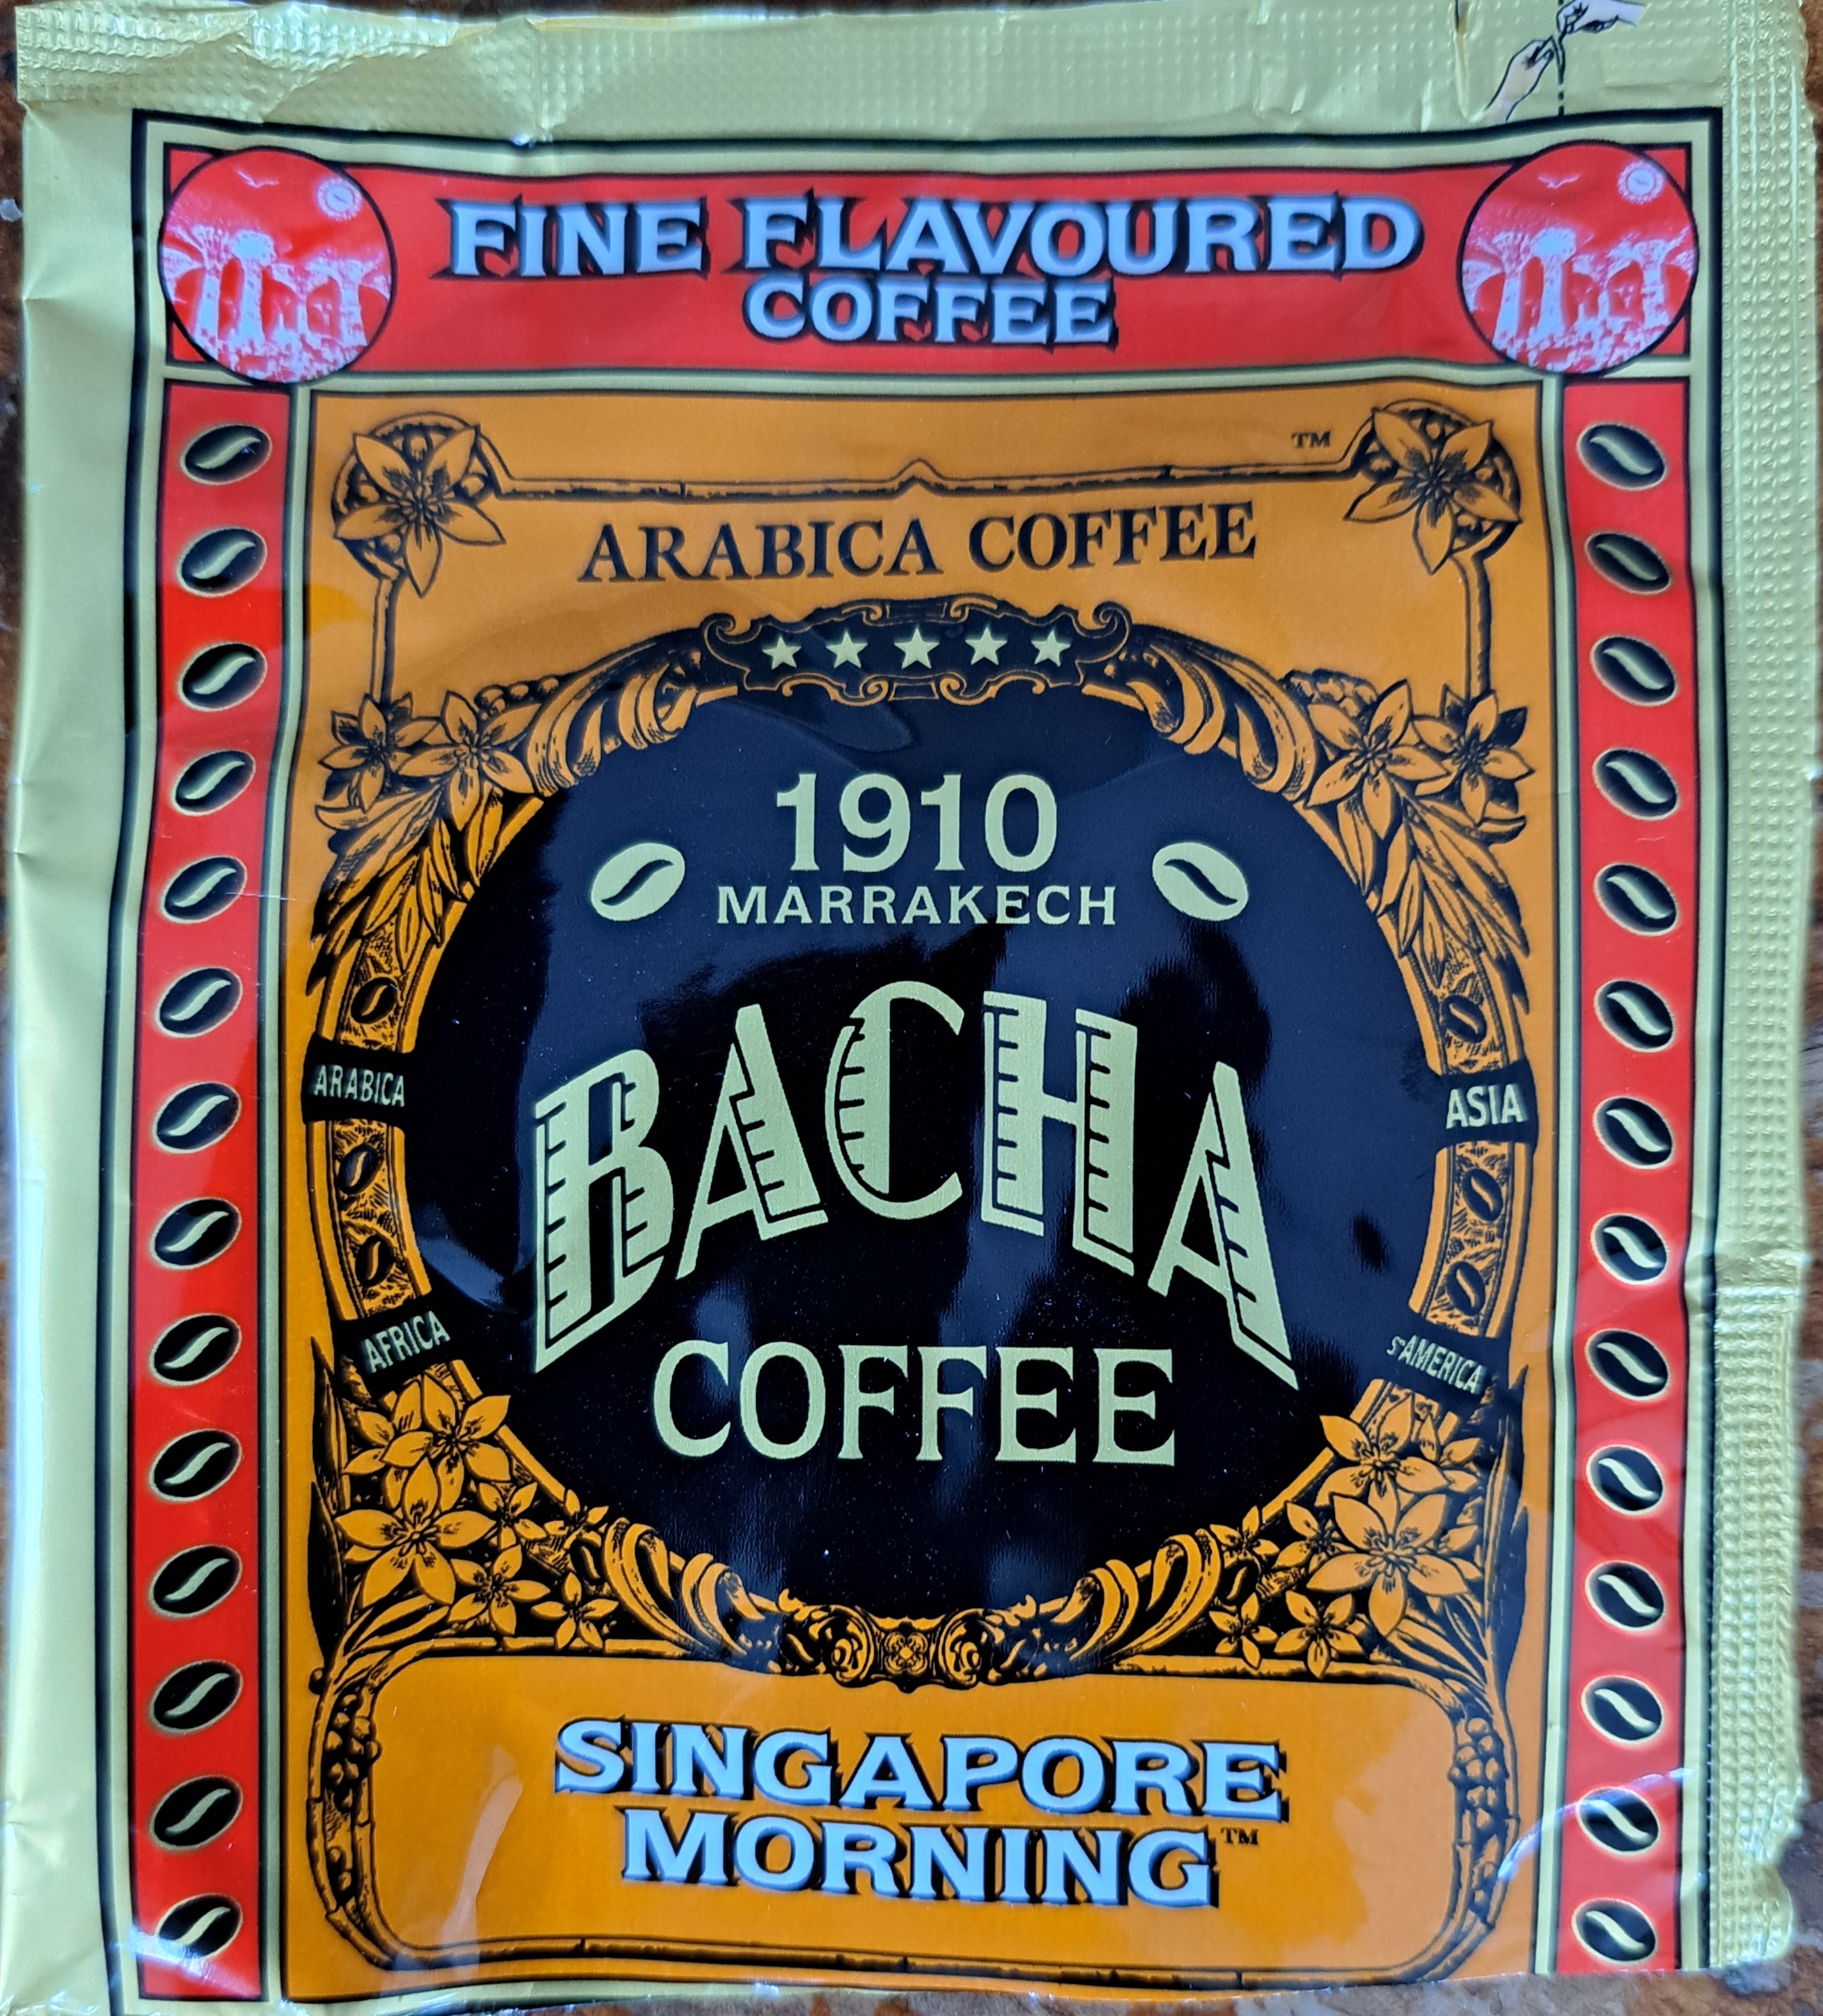 FINE FLAVOURED
COFFEE
TM
ARABICA COFFEE
1910
MARRAKECH
BACHA
COFFEE
ARABICA
ASIA
AFRICA
S-AMERICA
SINGAPORE
MORNING™